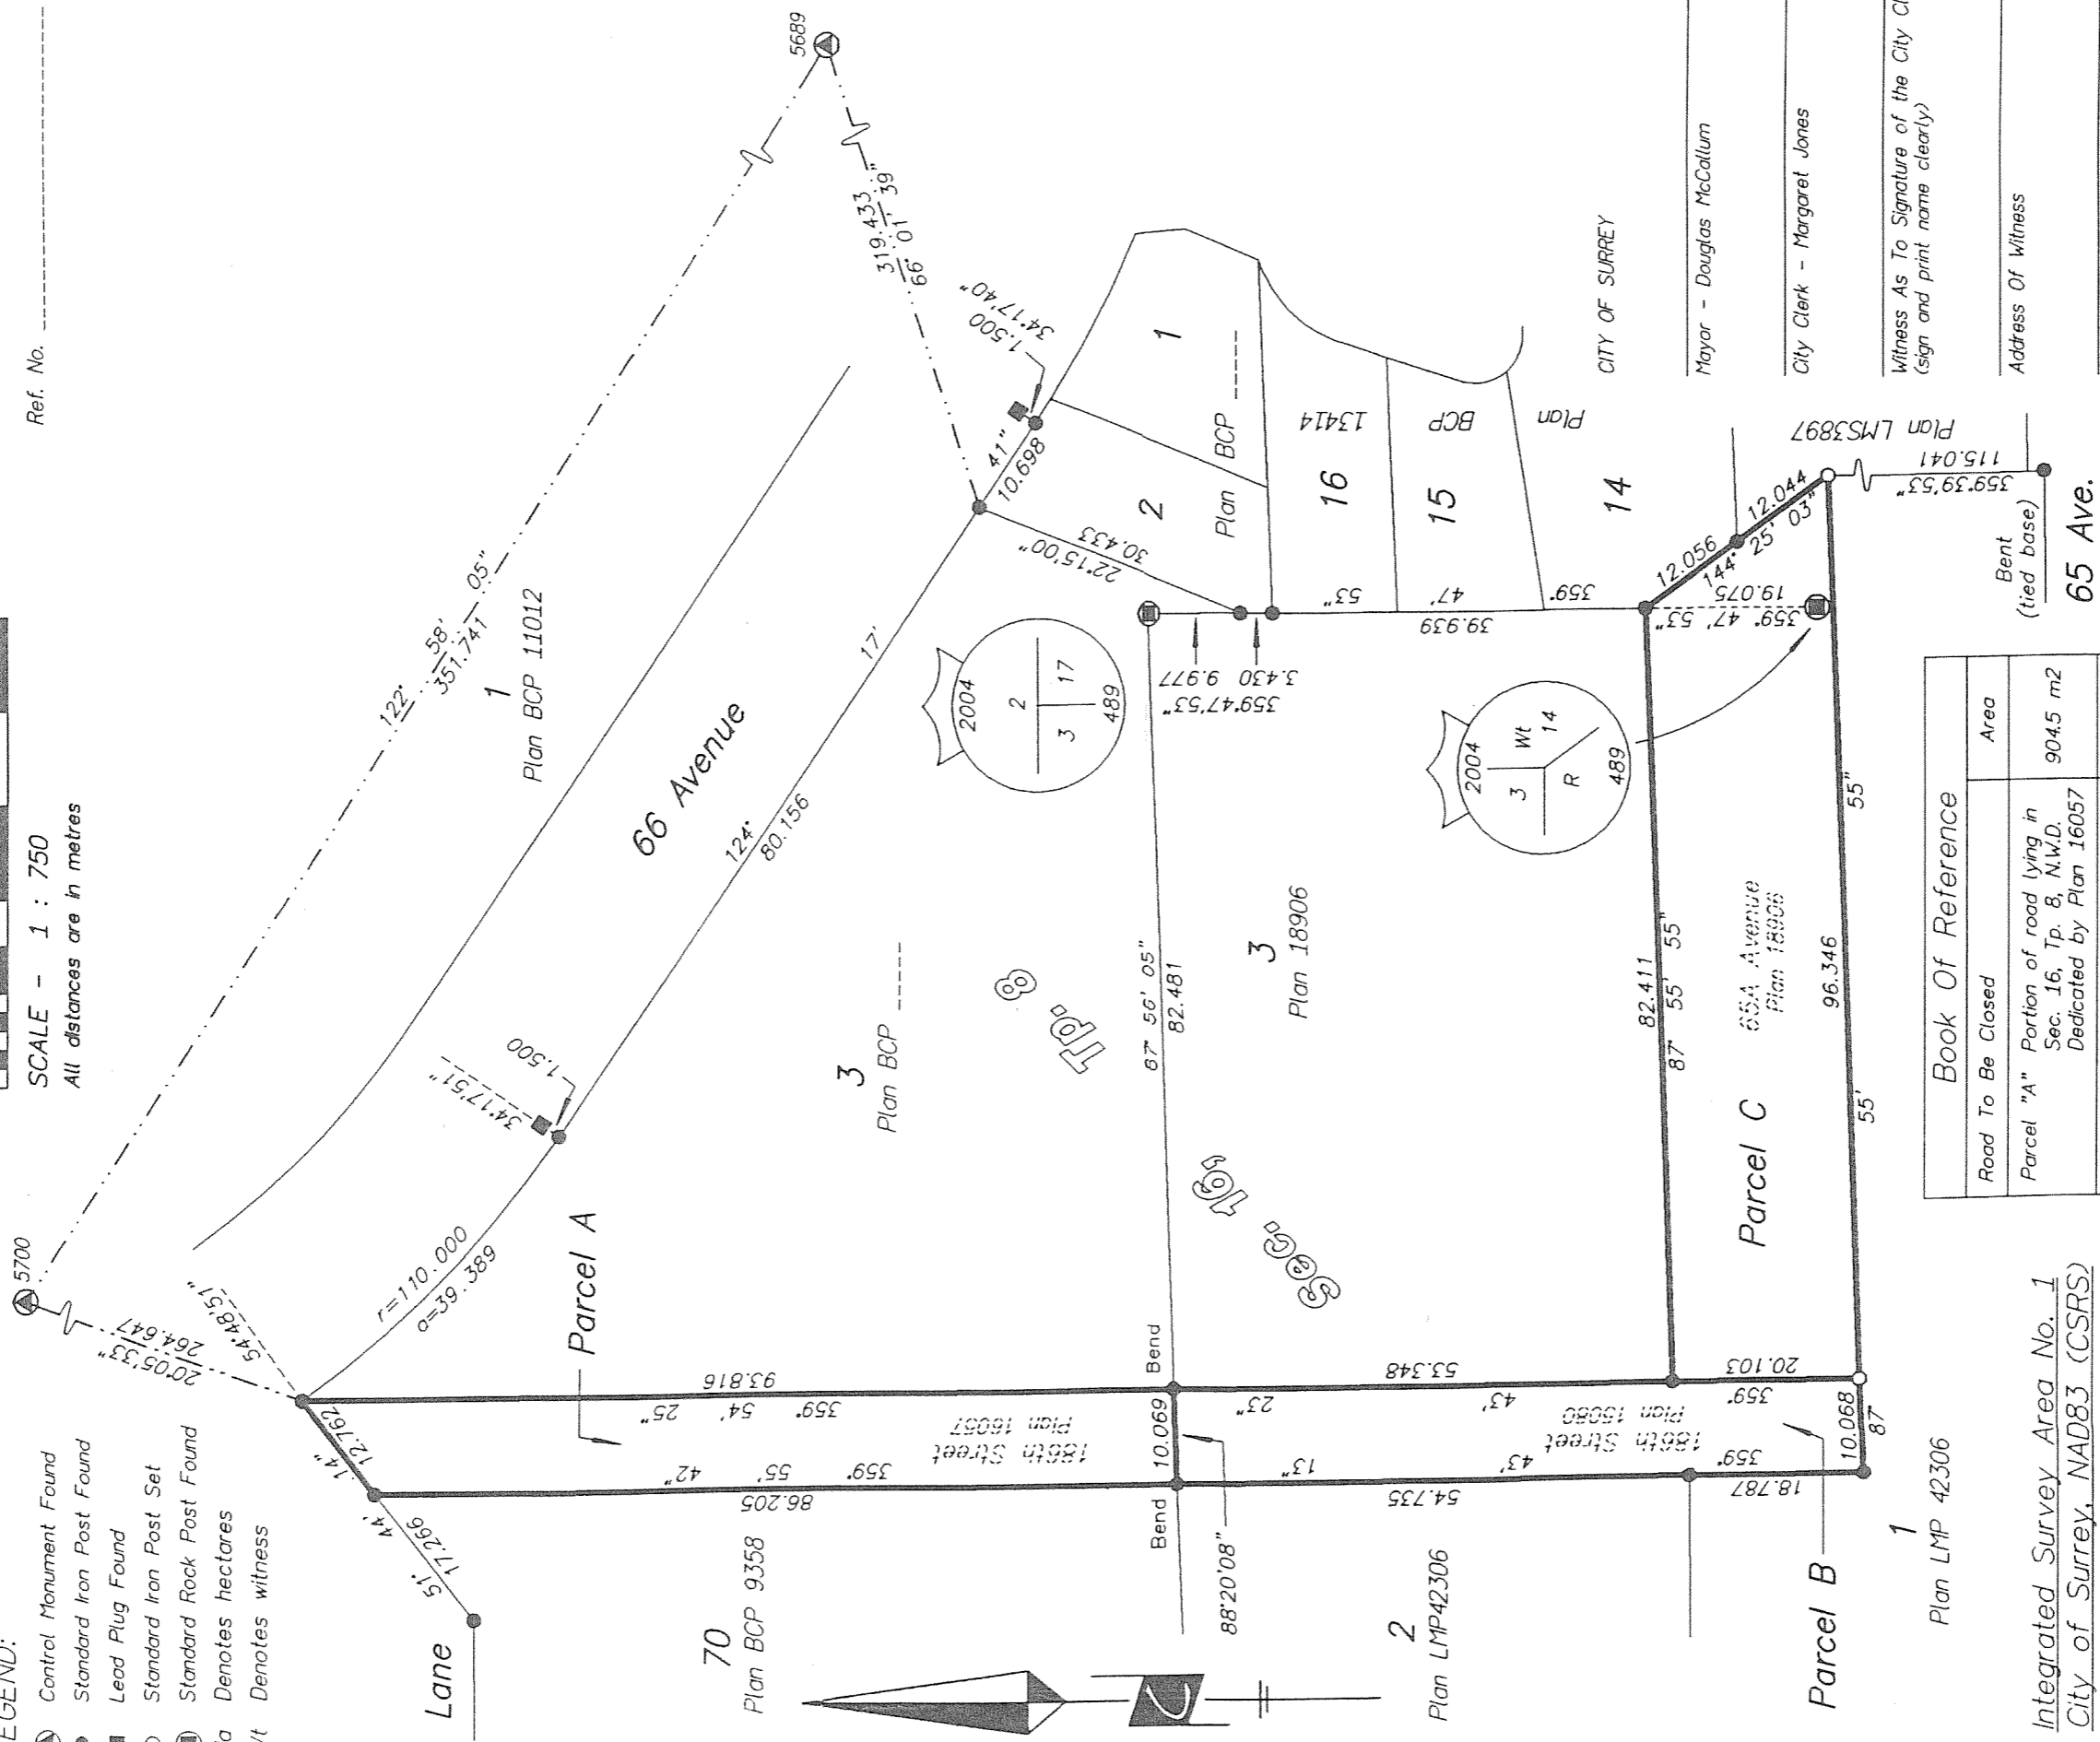 Ref. No.
SCALE - 1 : 750
All distances are in metres
EGEND:
Control Monument Found
Standard Iron Post Found
Lead Plug Found
Standard Iron Post Set
Standard Rock Post Found
a Denotes hectares
/t Denotes witness
5700
5689
122° 58' 05"
351.741
319.433
66° 01' 39"
20°05'33"
264.647
54°48'51"
1
Plan BCP 11012
66 Avenue
r=110.000
a=39.389
34°17'51"
1.500
124° 17' 41"
80.156
10.698
1.500
34°17'40"
Lane
51° 44' 14"
17.266
12.762
Parcel A
93.816
359° 54' 25"
186th Street
Plan 16057
359° 55' 42"
86.205
70
Plan BCP 9358
3
Plan BCP
Tp. 8
Sec. 16,
2004
2
3 17
489
22°15'00"
30.433
2
1
Plan BCP
16
13414
15
BCP
14
Plan
Bend
Bend
10.069
88°20'08"
87° 56' 05"
82.481
9.977
3.430
359°47'53"
39.939
359° 47' 53"
3
Plan 18906
2004
3 Wt 14
R
489
53.348
43' 23"
359°
20.103
186th Street
Plan 15080
54.735
43' 13"
359°
18.787
10.068
87°
2
Plan LMP42306
Parcel B
1
Plan LMP 42306
82.411
87° 55' 55"
65A Avenue
Plan 18906
Parcel C
96.346
55' 55"
12.056
12.044
144° 25' 03"
19.075
359° 47' 53"
Plan LMS3897
115.041
359°39'53"
Bent
(tied base)
65 Ave.
CITY OF SURREY
Mayor - Douglas McCallum
City Clerk - Margaret Jones
Witness As To Signature of the City Cl
(sign and print name clearly)
Address Of Witness
Book Of Reference
Road To Be Closed Area
Parcel "A" Portion of road lying in
Sec. 16, Tp. 8, N.W.D. 904.5 m2
Dedicated by Plan 16057
Integrated Survey Area No. 1
City of Surrey, NAD83 (CSRS)